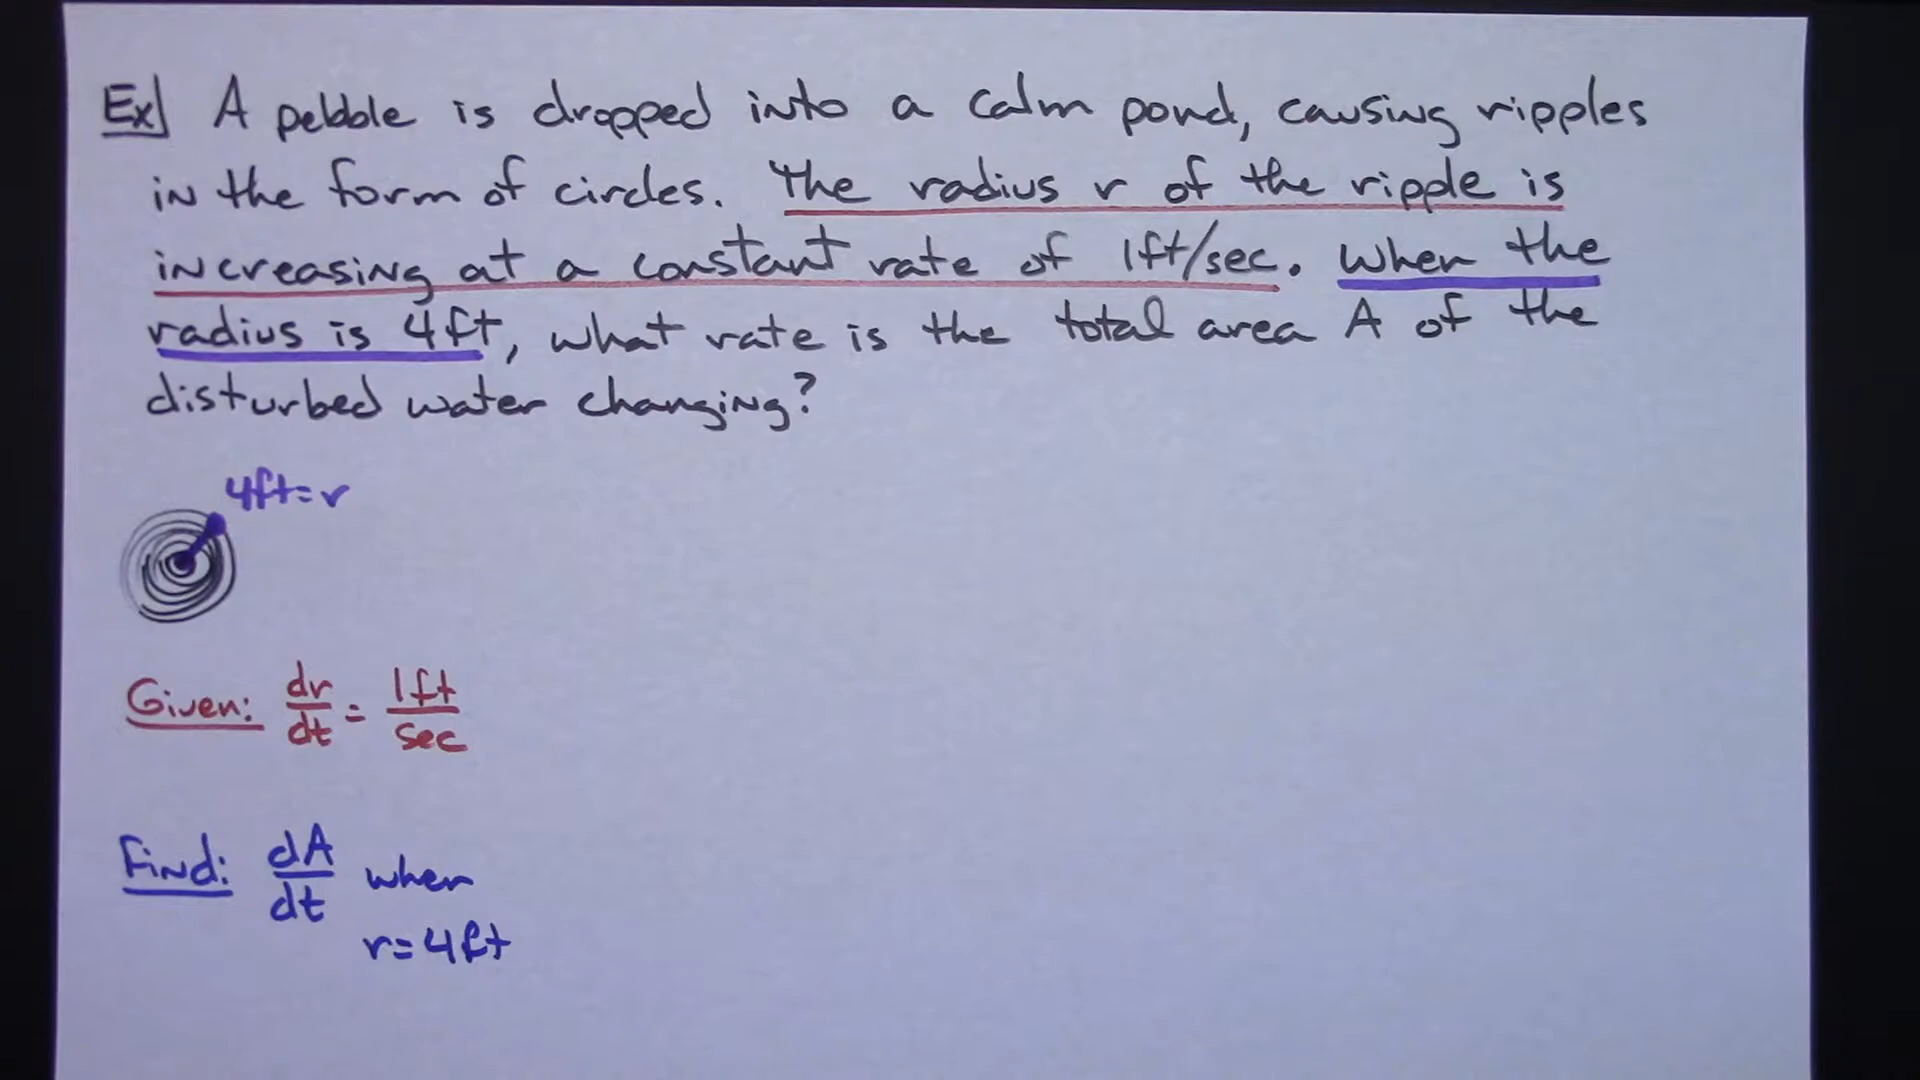 Ex] A pebble is dropped into a calm pond, causing ripples
in the form of circles. The radius r of the ripple is
increasing at a constant rate of 1ft/sec. When the
radius is 4ft, what rate is the total area A of the
disturbed water changing?
4ft=r
Given: dr/dt = 1ft/sec
Find: dA/dt when
r=4ft